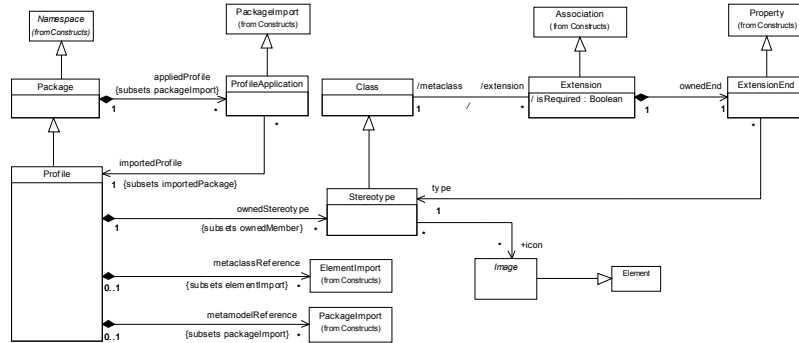 Namespace
(from Constructs)
PackageImport
(from Constructs)
Association
(from Constructs)
Property
(from Constructs)
Package
appliedProfile
{subsets packageImport}
1
*
ProfileApplication
Class
/metaclass
/extension
1
/
*
Extension
/ isRequired : Boolean
ownedEnd
1
1
ExtensionEnd
*
*
importedProfile
1
{subsets importedPackage}
Profile
Stereotype
type
1
ownedStereotype
1
{subsets ownedMember}
*
*
*
+icon
Image
Element
metaclassReference
0..1
{subsets elementImport}
*
ElementImport
(from Constructs)
metamodelReference
0..1
{subsets packageImport}
*
PackageImport
(from Constructs)